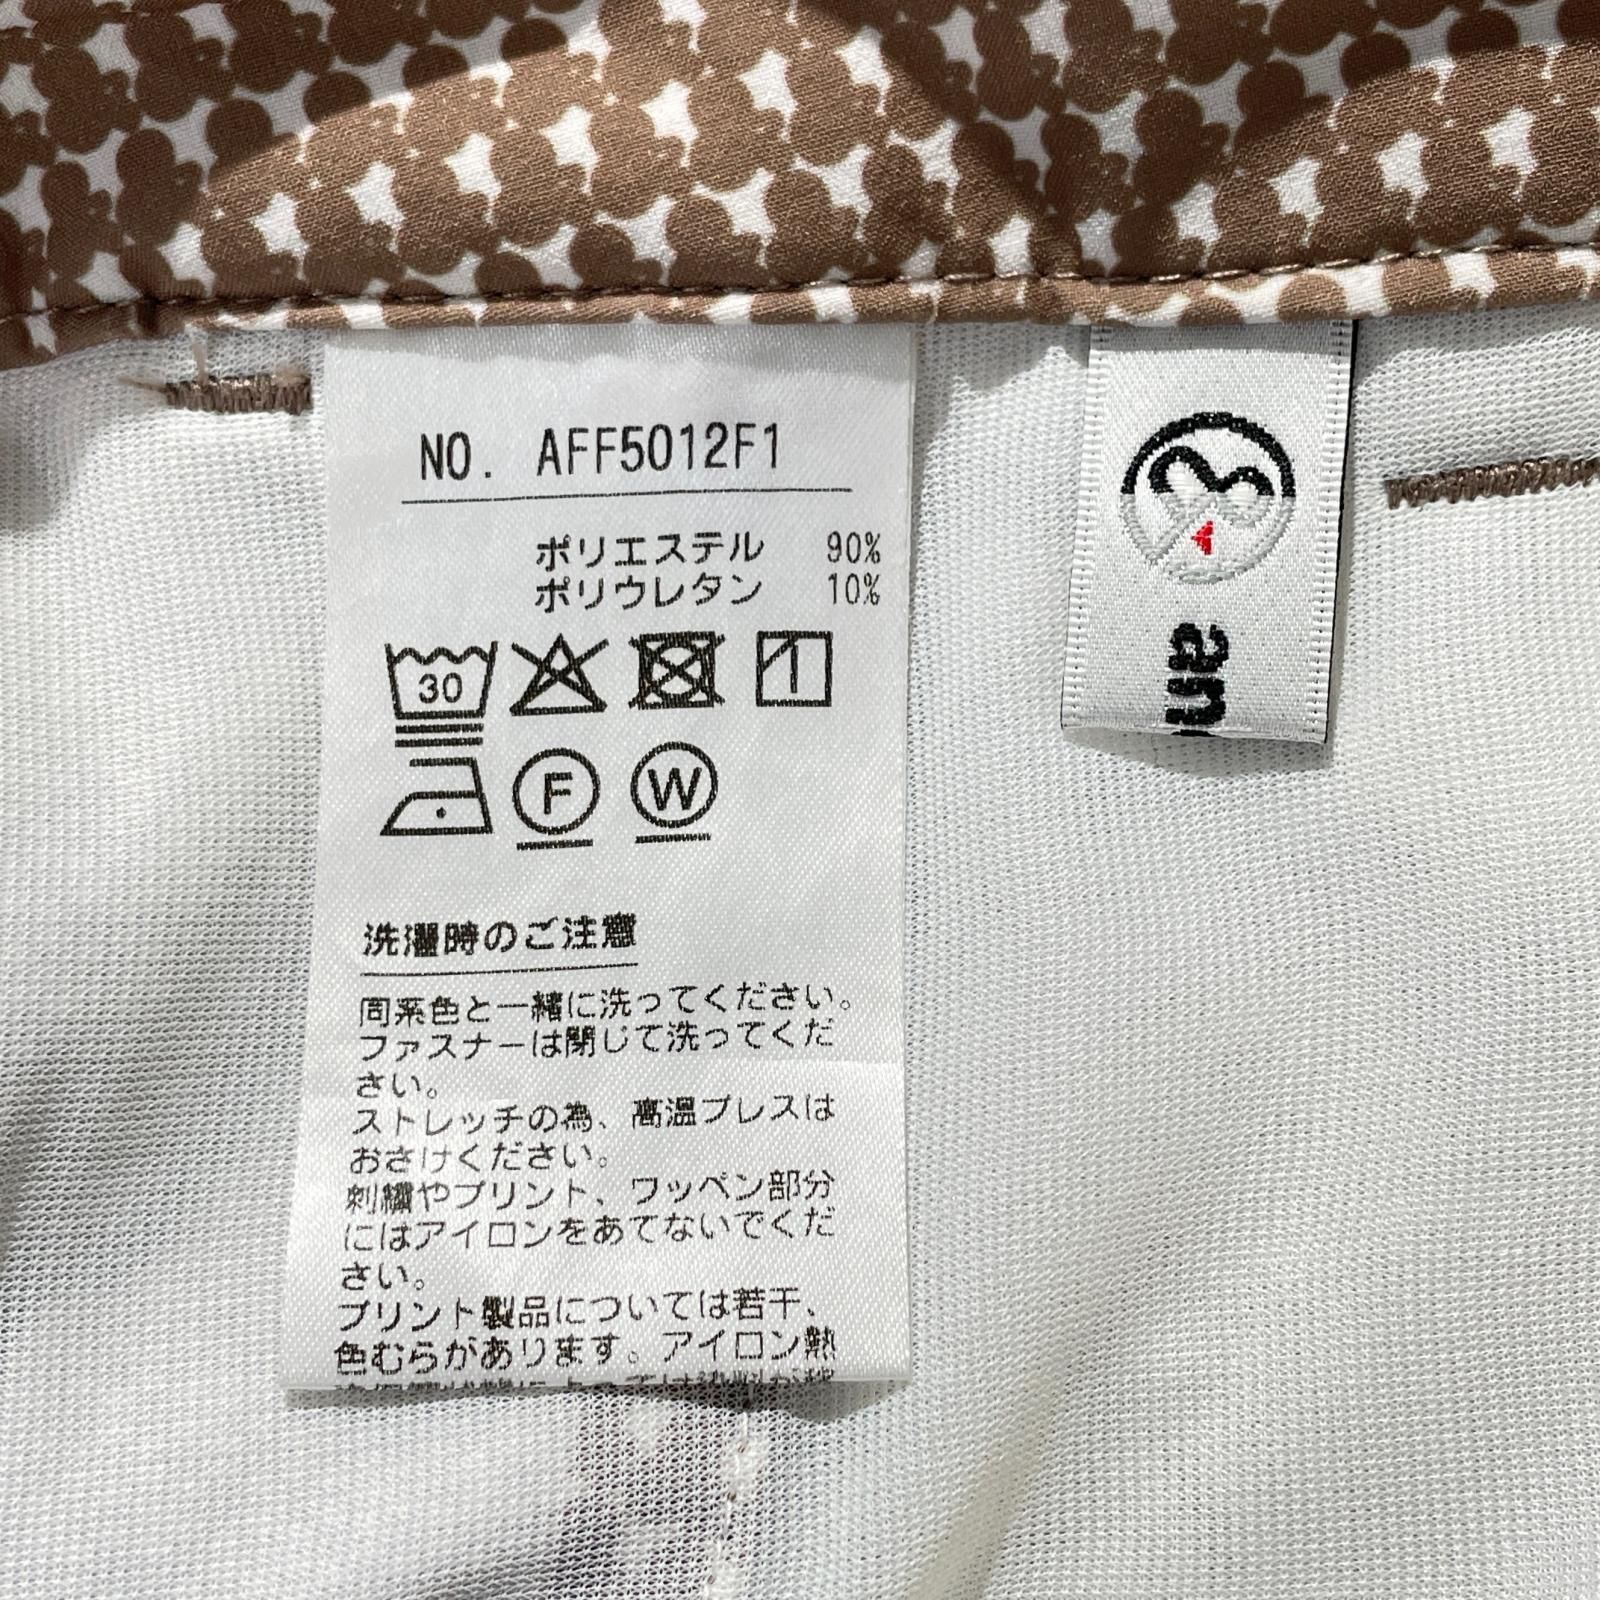 NO. AFF5012F1
ポリエステル 90%
ポリウレタン 10%
30
F W
洗濯時のご注意
同系色と一緒に洗ってください。
ファスナーは閉じて洗ってくだ
さい。
ストレッチの為、高温プレスは
おさけください。
刺繍やプリント、ワッペン部分
にはアイロンをあてないでくだ
さい。
プリント製品については若干、
色むらがあります。アイロン熱
an